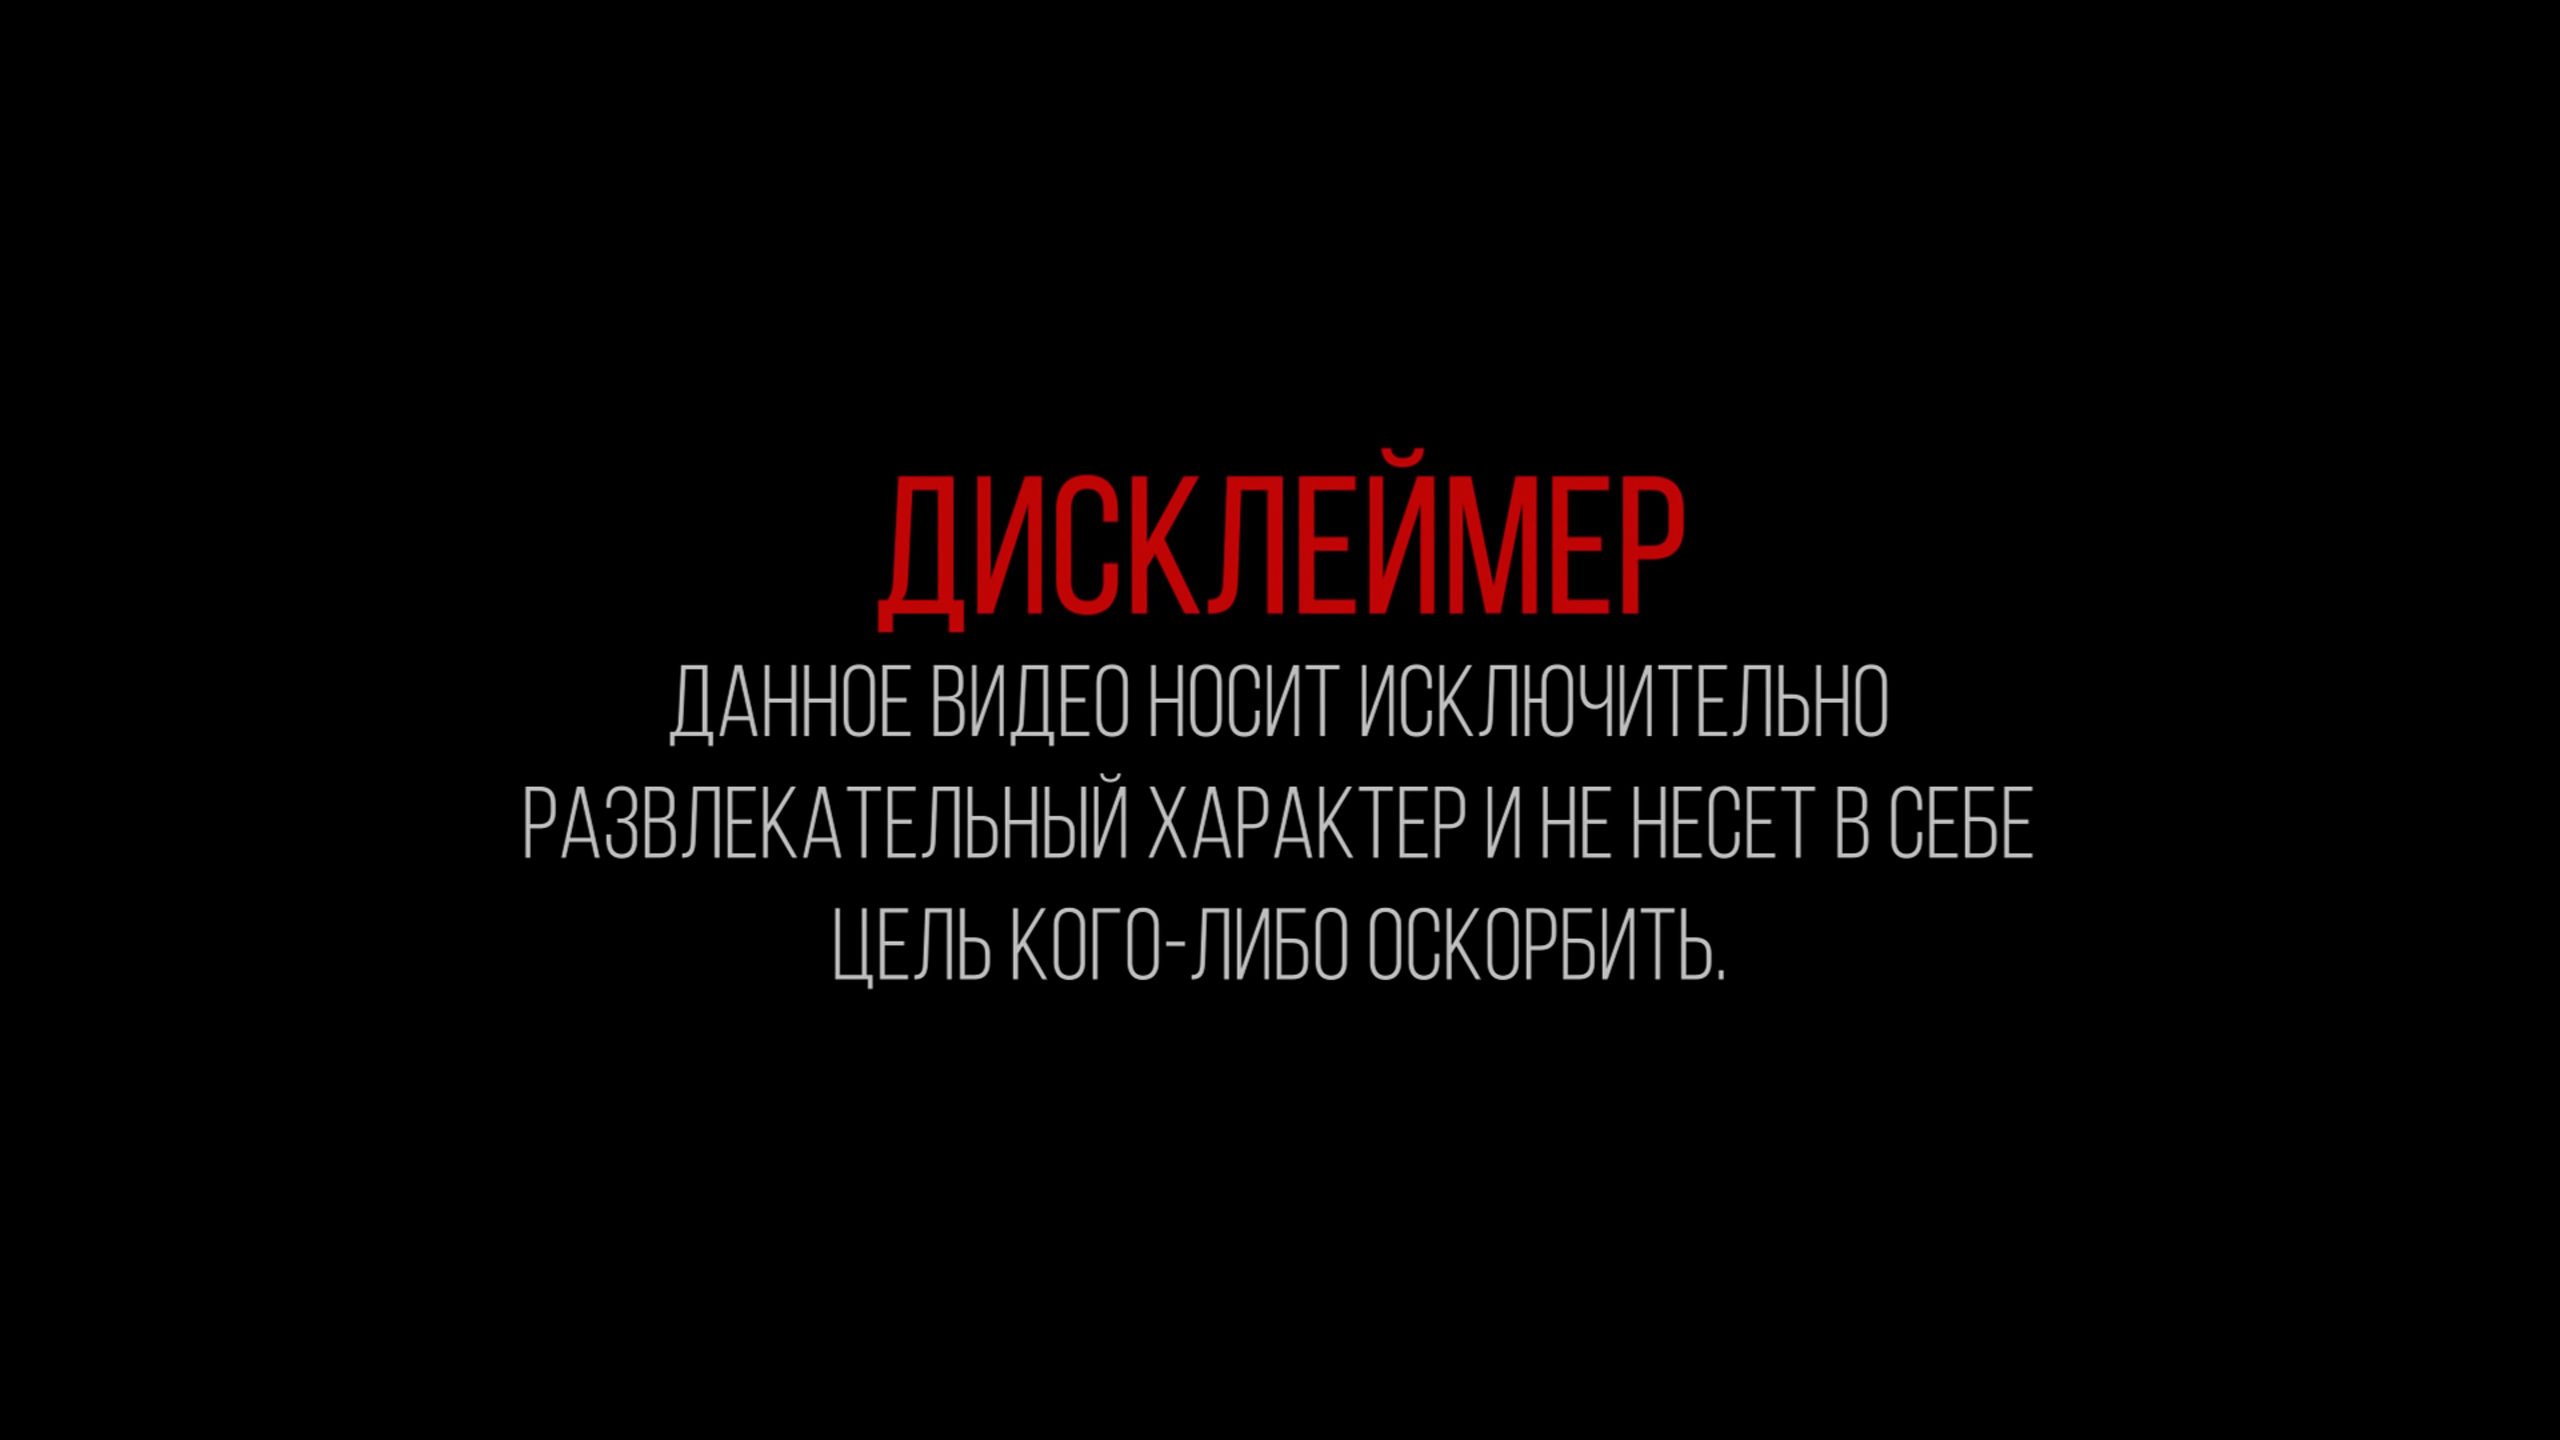 ДИСКЛЕЙМЕР
ДАННОЕ ВИДЕО НОСИТ ИСКЛЮЧИТЕЛЬНО
РАЗВЛЕКАТЕЛЬНЫЙ ХАРАКТЕР И НЕ НЕСЕТ В СЕБЕ
ЦЕЛЬ КОГО-ЛИБО ОСКОРБИТЬ.